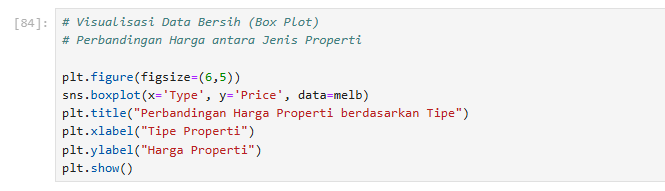 [84]: # Visualisasi Data Bersih (Box Plot)
# Perbandingan Harga antara Jenis Properti
plt.figure(figsize=(6,5))
sns.boxplot(x='Type', y='Price', data=melb)
plt.title("Perbandingan Harga Properti berdasarkan Tipe")
plt.xlabel("Tipe Properti")
plt.ylabel("Harga Properti")
plt.show()